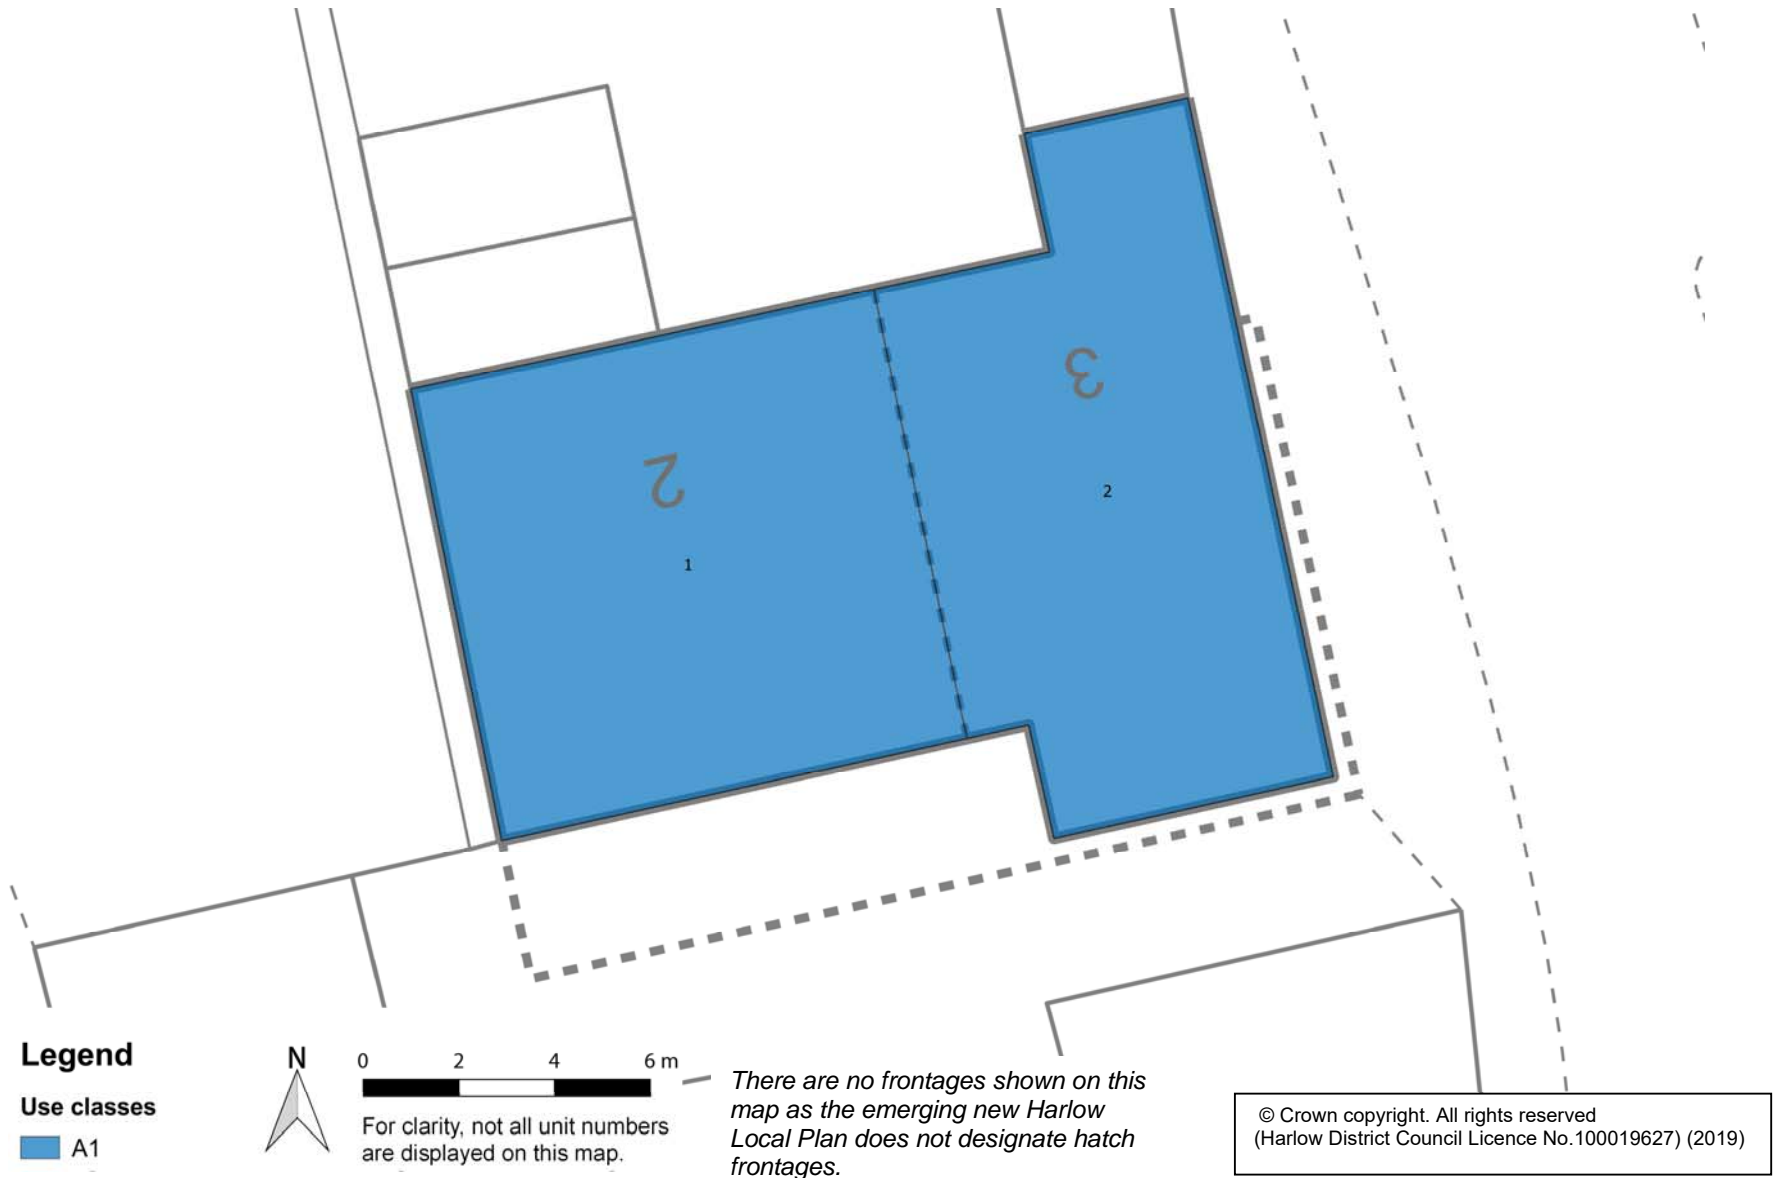 3
2
2
1
Legend
Use classes
A1
N
0 2 4 6 m
For clarity, not all unit numbers
are displayed on this map.
There are no frontages shown on this
map as the emerging new Harlow
Local Plan does not designate hatch
frontages.
© Crown copyright. All rights reserved
(Harlow District Council Licence No.100019627) (2019)